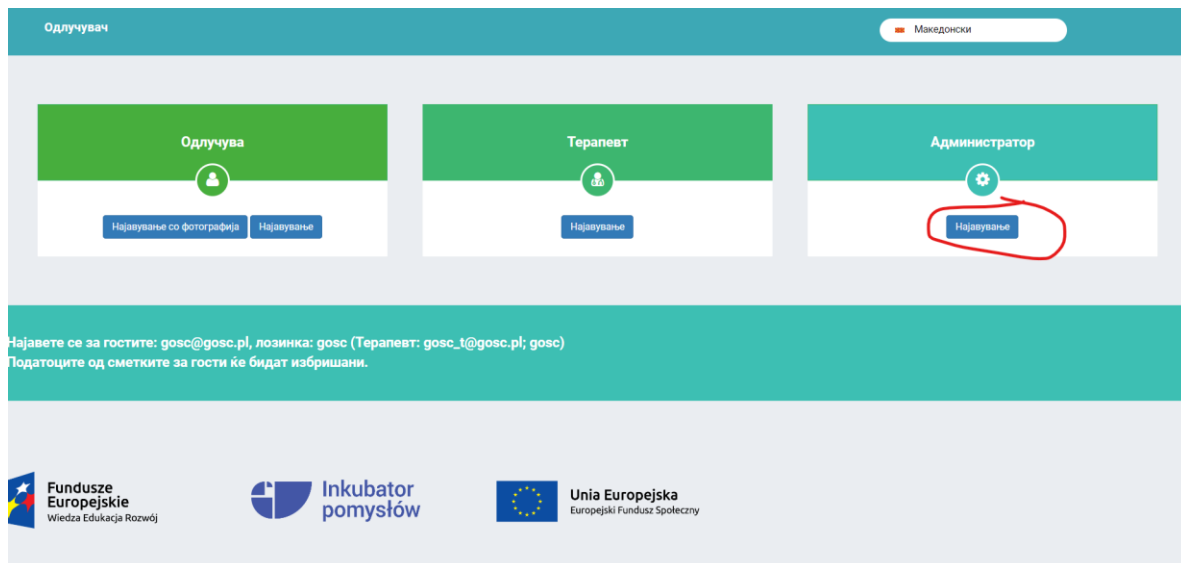 Одлучувач
Македонски
Одлучува
Терапевт
Администратор
Најавување со фотографија
Најавување
Најавување
Најавување
Најавете се за гостите: gosc@gosc.pl, лозинка: gosc (Терапевт: gosc_t@gosc.pl; gosc)
Податоците од сметките за гости ќе бидат избришани.
Fundusze
Europejskie
Wiedza Edukacja Rozwój
Inkubator
pomysłów
Unia Europejska
Europejski Fundusz Społeczny